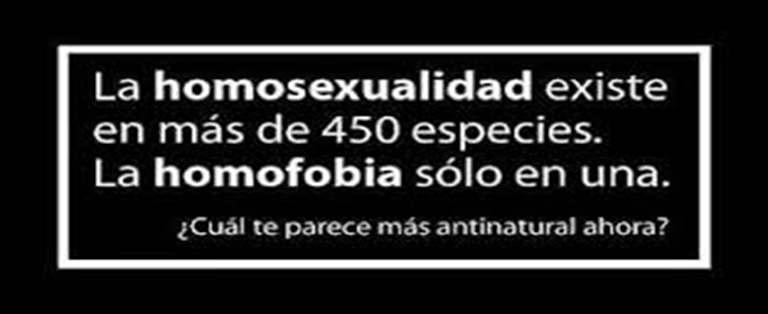 La homosexualidad existe
en más de 450 especies.
La homofobia sólo en una.
¿Cuál te parece más antinatural ahora?